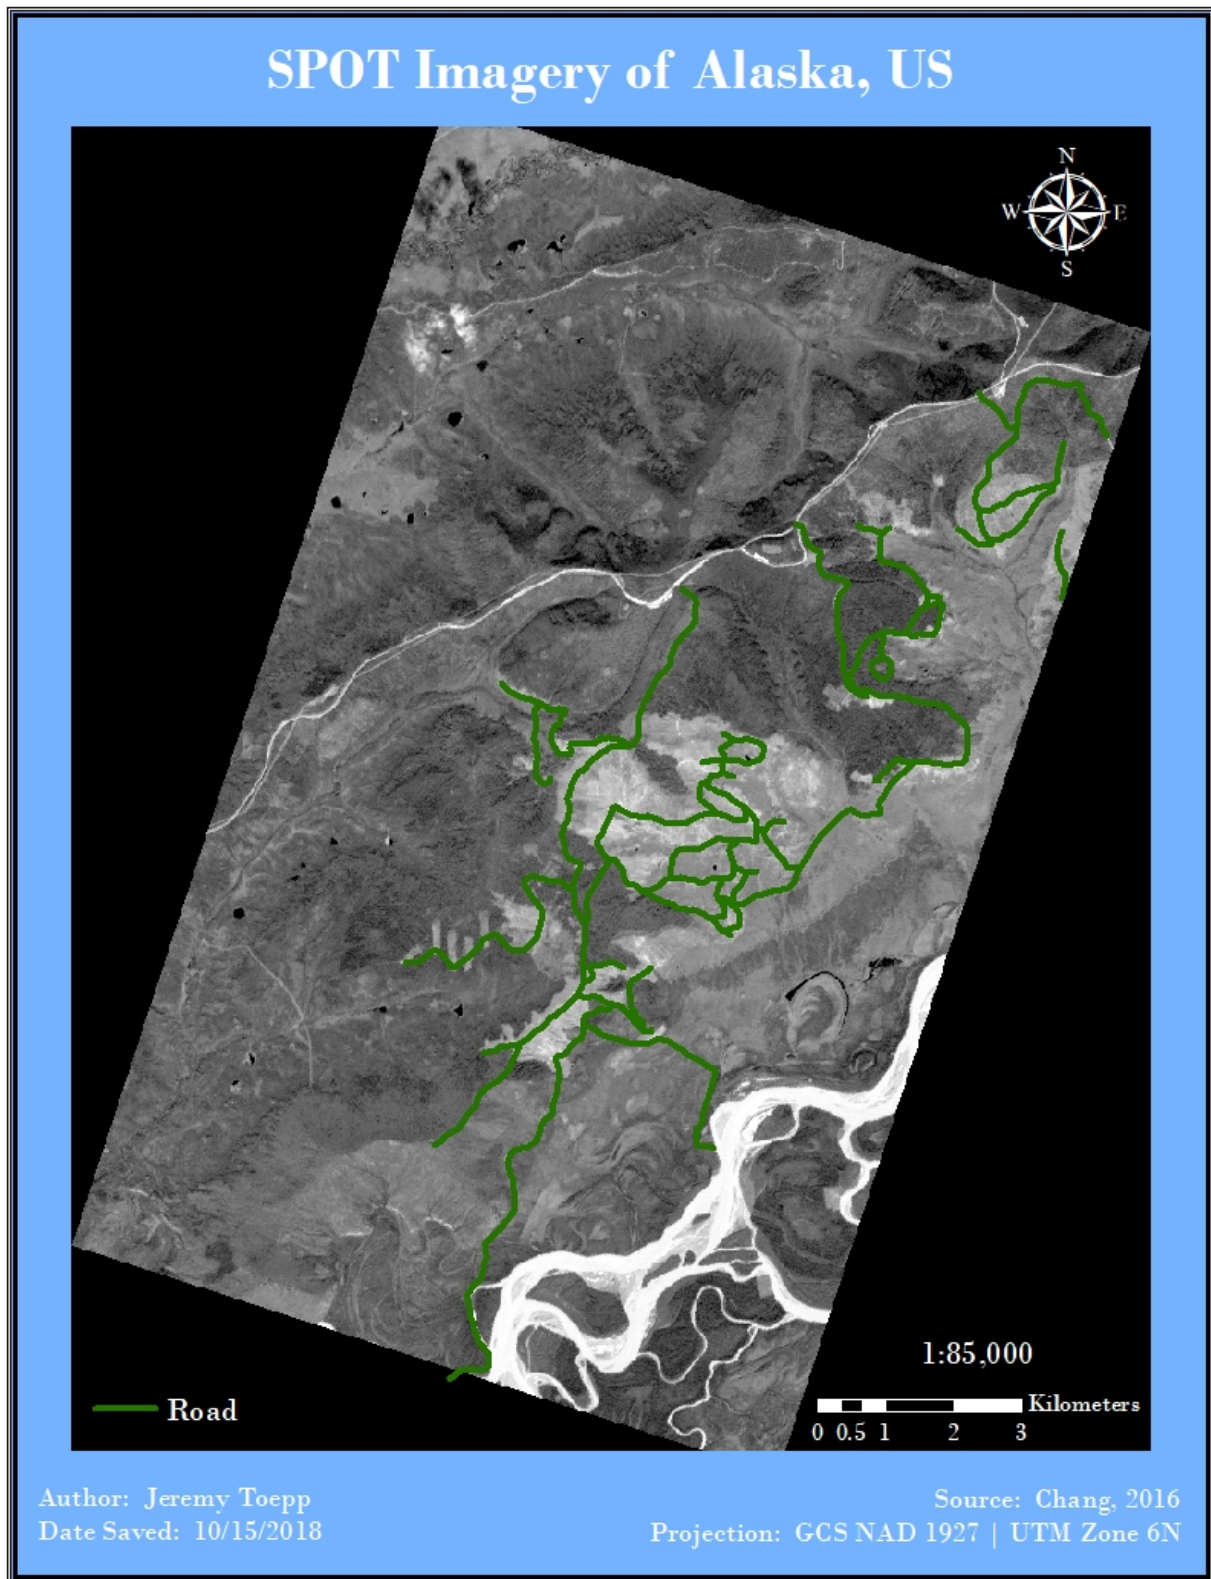 SPOT Imagery of Alaska, US
N
W E
S
1:85,000
Road
Kilometers
0 0.5 1 2 3
Author: Jeremy Toepp
Source: Chang, 2016
Date Saved: 10/15/2018
Projection: GCS NAD 1927 | UTM Zone 6N